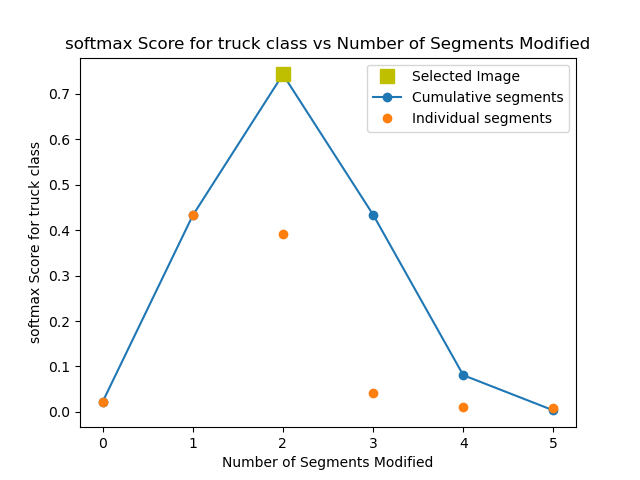 softmax Score for truck class vs Number of Segments Modified
Selected Image
Cumulative segments
Individual segments
softmax Score for truck class
0.7
0.6
0.5
0.4
0.3
0.2
0.1
0.0
0 1 2 3 4 5
Number of Segments Modified